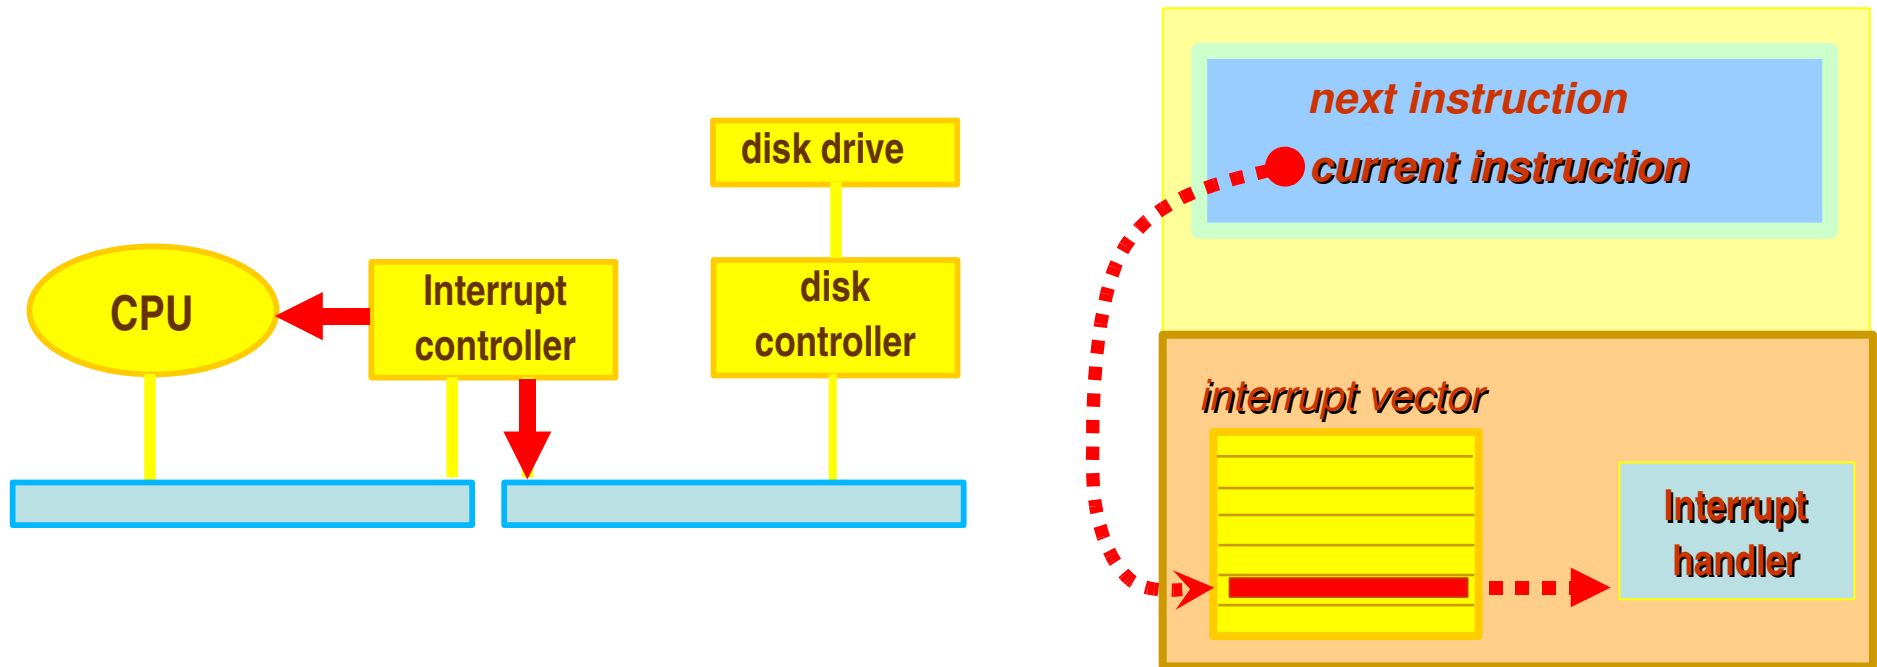 disk drive
CPU
Interrupt
controller
disk
controller
next instruction
current instruction
interrupt vector
Interrupt
handler